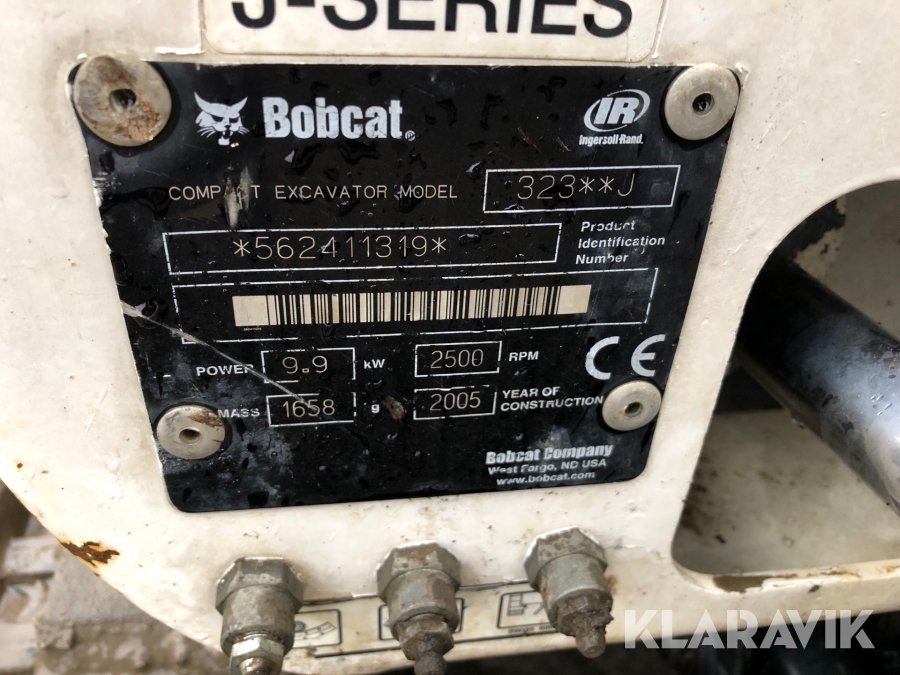 J-SERIES
Bobcat®
IR
Ingersoll-Rand.
COMPACT EXCAVATOR MODEL 323**J
*562411319* Product Identification Number
POWER 9.9 kW 2500 RPM
MASS 1658 g 2005 YEAR OF CONSTRUCTION
CE
Bobcat Company
West Fargo, ND USA
www.bobcat.com
KLARAVIK